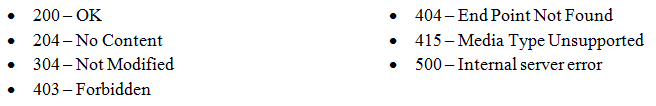 • 200 – OK
• 204 – No Content
• 304 – Not Modified
• 403 – Forbidden
• 404 – End Point Not Found
• 415 – Media Type Unsupported
• 500 – Internal server error